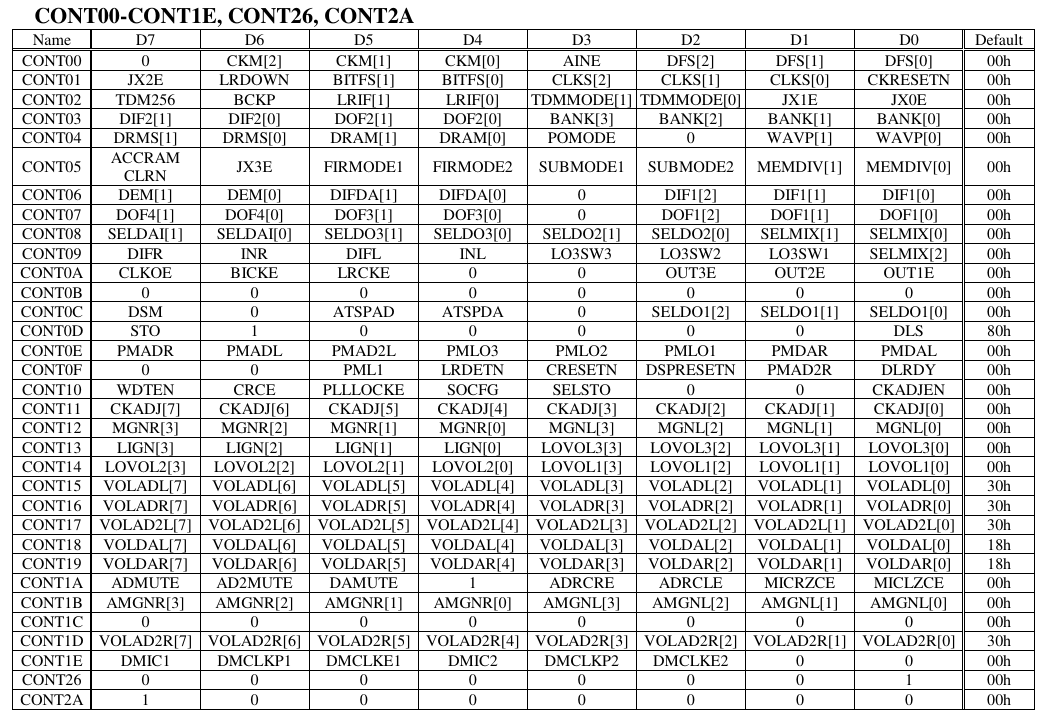 CONT00-CONT1E, CONT26, CONT2A
Name D7 D6 D5 D4 D3 D2 D1 D0 Default
CONT00 0 CKM[2] CKM[1] CKM[0] AINE DFS[2] DFS[1] DFS[0] 00h
CONT01 JX2E LRDOWN BITFS[1] BITFS[0] CLKS[2] CLKS[1] CLKS[0] CKRESETN 00h
CONT02 TDM256 BCKP LRIF[1] LRIF[0] TDMMODE[1] TDMMODE[0] JX1E JX0E 00h
CONT03 DIF2[1] DIF2[0] DOF2[1] DOF2[0] BANK[3] BANK[2] BANK[1] BANK[0] 00h
CONT04 DRMS[1] DRMS[0] DRAM[1] DRAM[0] POMODE 0 WAVP[1] WAVP[0] 00h
CONT05 ACCRAM CLRN JX3E FIRMODE1 FIRMODE2 SUBMODE1 SUBMODE2 MEMDIV[1] MEMDIV[0] 00h
CONT06 DEM[1] DEM[0] DIFDA[1] DIFDA[0] 0 DIF1[2] DIF1[1] DIF1[0] 00h
CONT07 DOF4[1] DOF4[0] DOF3[1] DOF3[0] 0 DOF1[2] DOF1[1] DOF1[0] 00h
CONT08 SELDAI[1] SELDAI[0] SELDO3[1] SELDO3[0] SELDO2[1] SELDO2[0] SELMIX[1] SELMIX[0] 00h
CONT09 DIFR INR DIFL INL LO3SW3 LO3SW2 LO3SW1 SELMIX[2] 00h
CONT0A CLKOE BICKE LRCKE 0 0 OUT3E OUT2E OUT1E 00h
CONT0B 0 0 0 0 0 0 0 0 00h
CONT0C DSM 0 ATSPAD ATSPDA 0 SELDO1[2] SELDO1[1] SELDO1[0] 00h
CONT0D STO 1 0 0 0 0 0 DLS 80h
CONT0E PMADR PMADL PMAD2L PMLO3 PMLO2 PMLO1 PMDAR PMDAL 00h
CONT0F 0 0 PML1 LRDETN CRESETN DSPRESETN PMAD2R DLRDY 00h
CONT10 WDTEN CRCE PLLLOCKE SOCFG SELSTO 0 0 CKADJEN 00h
CONT11 CKADJ[7] CKADJ[6] CKADJ[5] CKADJ[4] CKADJ[3] CKADJ[2] CKADJ[1] CKADJ[0] 00h
CONT12 MGNR[3] MGNR[2] MGNR[1] MGNR[0] MGNL[3] MGNL[2] MGNL[1] MGNL[0] 00h
CONT13 LIGN[3] LIGN[2] LIGN[1] LIGN[0] LOVOL3[3] LOVOL3[2] LOVOL3[1] LOVOL3[0] 00h
CONT14 LOVOL2[3] LOVOL2[2] LOVOL2[1] LOVOL2[0] LOVOL1[3] LOVOL1[2] LOVOL1[1] LOVOL1[0] 00h
CONT15 VOLADL[7] VOLADL[6] VOLADL[5] VOLADL[4] VOLADL[3] VOLADL[2] VOLADL[1] VOLADL[0] 30h
CONT16 VOLADR[7] VOLADR[6] VOLADR[5] VOLADR[4] VOLADR[3] VOLADR[2] VOLADR[1] VOLADR[0] 30h
CONT17 VOLAD2L[7] VOLAD2L[6] VOLAD2L[5] VOLAD2L[4] VOLAD2L[3] VOLAD2L[2] VOLAD2L[1] VOLAD2L[0] 30h
CONT18 VOLDAL[7] VOLDAL[6] VOLDAL[5] VOLDAL[4] VOLDAL[3] VOLDAL[2] VOLDAL[1] VOLDAL[0] 18h
CONT19 VOLDAR[7] VOLDAR[6] VOLDAR[5] VOLDAR[4] VOLDAR[3] VOLDAR[2] VOLDAR[1] VOLDAR[0] 18h
CONT1A ADMUTE AD2MUTE DAMUTE 1 ADRCRE ADRCLE MICRZCE MICLZCE 00h
CONT1B AMGNR[3] AMGNR[2] AMGNR[1] AMGNR[0] AMGNL[3] AMGNL[2] AMGNL[1] AMGNL[0] 00h
CONT1C 0 0 0 0 0 0 0 0 00h
CONT1D VOLAD2R[7] VOLAD2R[6] VOLAD2R[5] VOLAD2R[4] VOLAD2R[3] VOLAD2R[2] VOLAD2R[1] VOLAD2R[0] 30h
CONT1E DMIC1 DMCLKP1 DMCLKE1 DMIC2 DMCLKP2 DMCLKE2 0 0 00h
CONT26 0 0 0 0 0 0 0 1 00h
CONT2A 1 0 0 0 0 0 0 0 00h